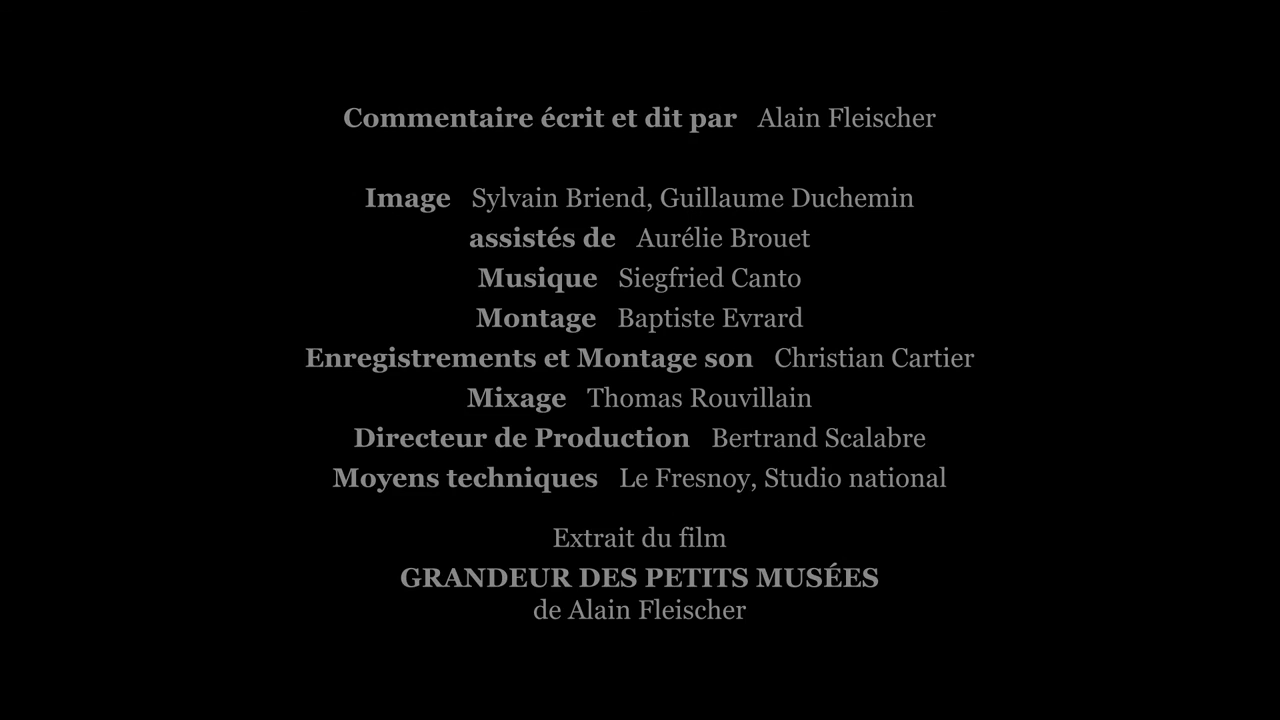 Commentaire écrit et dit par Alain Fleischer
Image Sylvain Briend, Guillaume Duchemin
assistés de Aurélie Brouet
Musique Siegfried Canto
Montage Baptiste Evrard
Enregistrements et Montage son Christian Cartier
Mixage Thomas Rouvillain
Directeur de Production Bertrand Scalabre
Moyens techniques Le Fresnoy, Studio national
Extrait du film
GRANDEUR DES PETITS MUSÉES
de Alain Fleischer